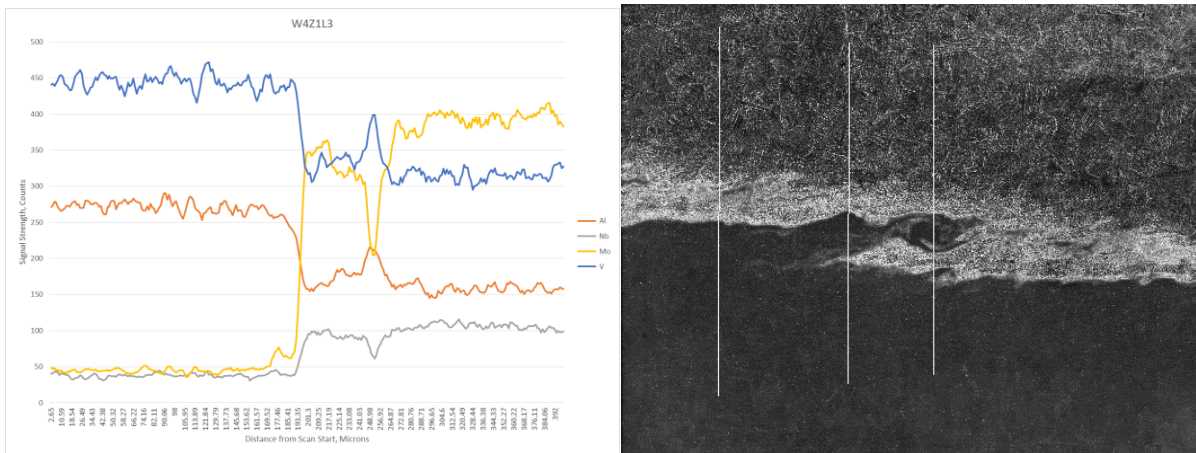 W4Z1L3
500
450
400
350
300
250
200
150
100
50
0
Signal Strength, Counts
2.65 10.59 18.54 26.49 34.43 42.38 50.32 58.27 66.22 74.16 82.11 90.06 98 105.95 113.89 121.84 129.79 137.73 145.68 153.62 161.57 169.52 177.46 185.41 193.35 201.3 209.25 217.19 225.14 233.08 241.03 248.98 256.92 264.87 272.81 280.76 288.71 296.65 304.6 312.54 320.49 328.44 336.38 344.33 352.27 360.22 368.17 376.11 384.06 392
Distance from Scan Start, Microns
Al
Nb
Mo
V